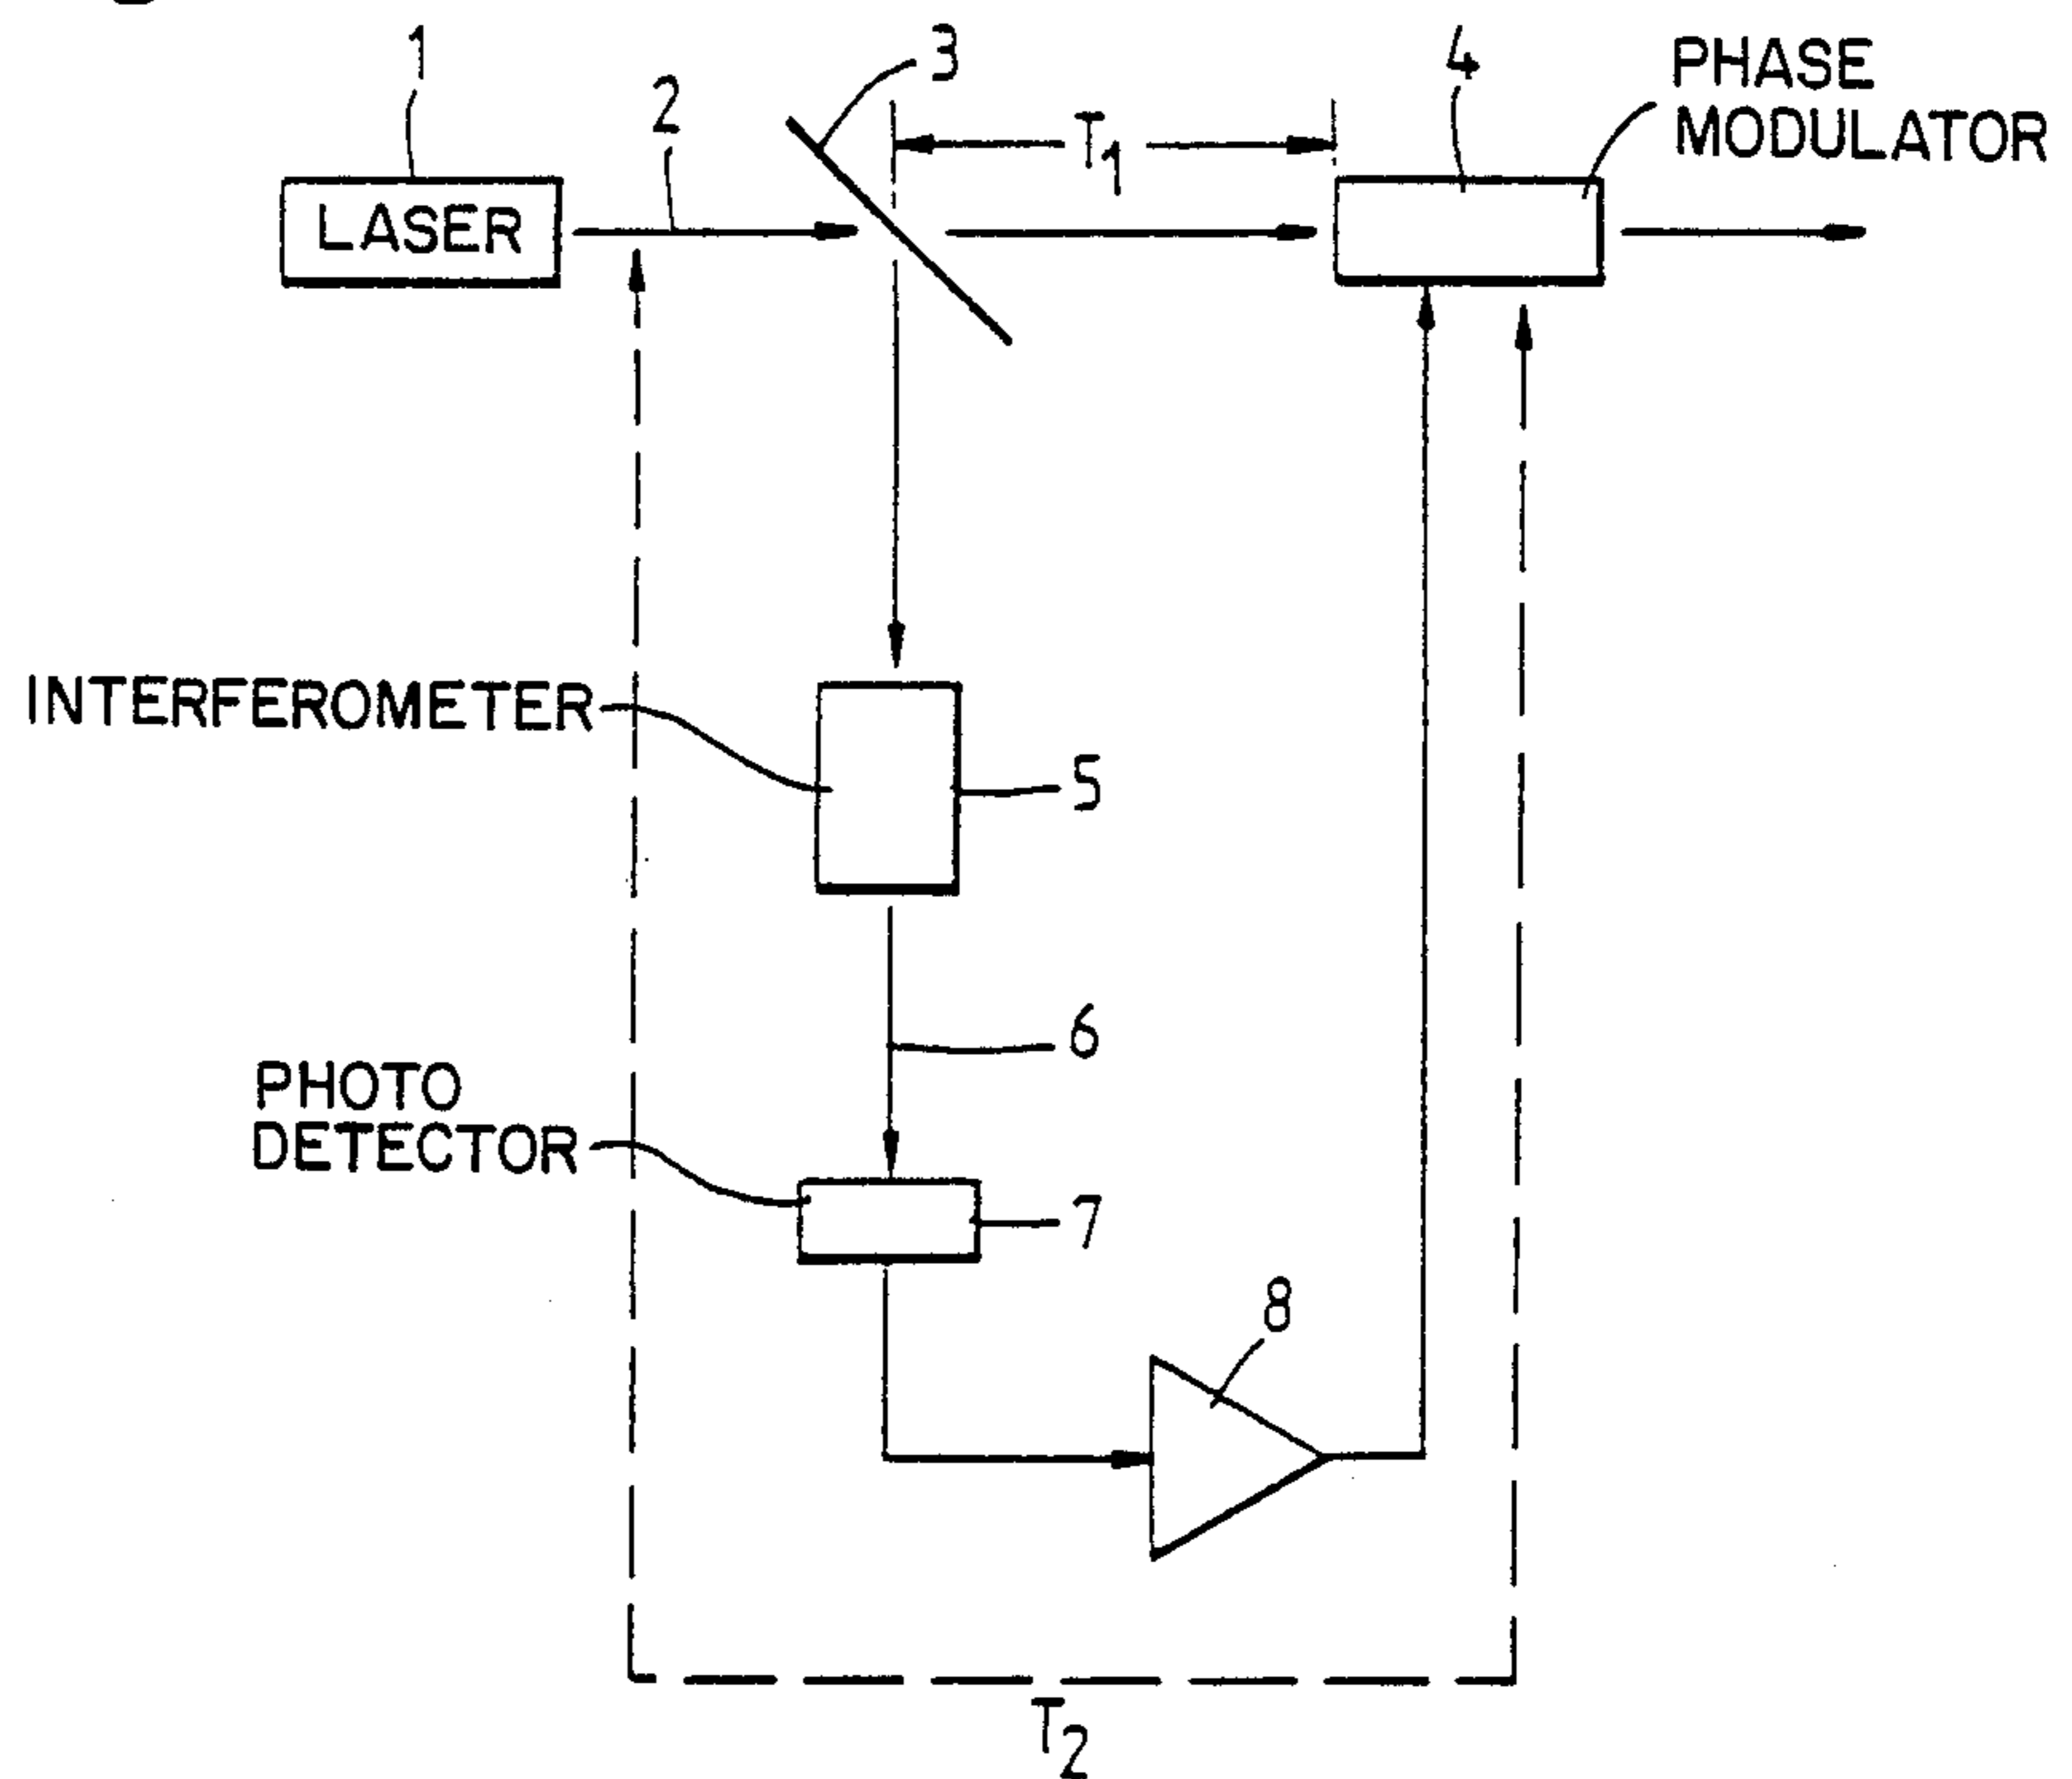 1
2
3
4
PHASE
MODULATOR
T1
LASER
INTERFEROMETER
5
6
PHOTO
DETECTOR
7
8
T2